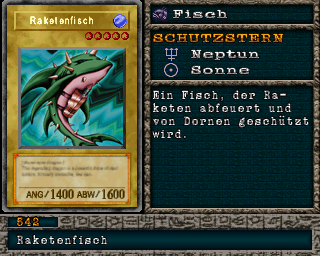 Raketenfisch
ANG/1400 ABW/1600
Fisch
SCHUTZSTERN
Neptun
Sonne
Ein Fisch, der Ra-
keten abfeuert und
von Dornen geschützt
wird.
542
Raketenfisch